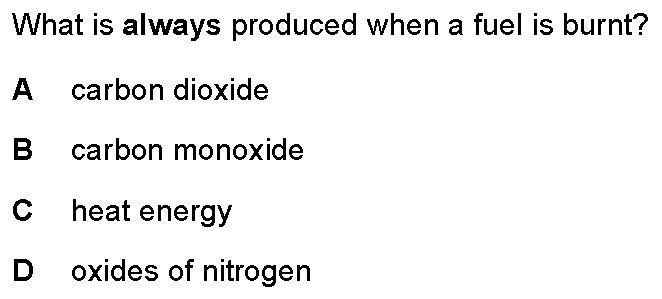 What is always produced when a fuel is burnt?
A carbon dioxide
B carbon monoxide
C heat energy
D oxides of nitrogen